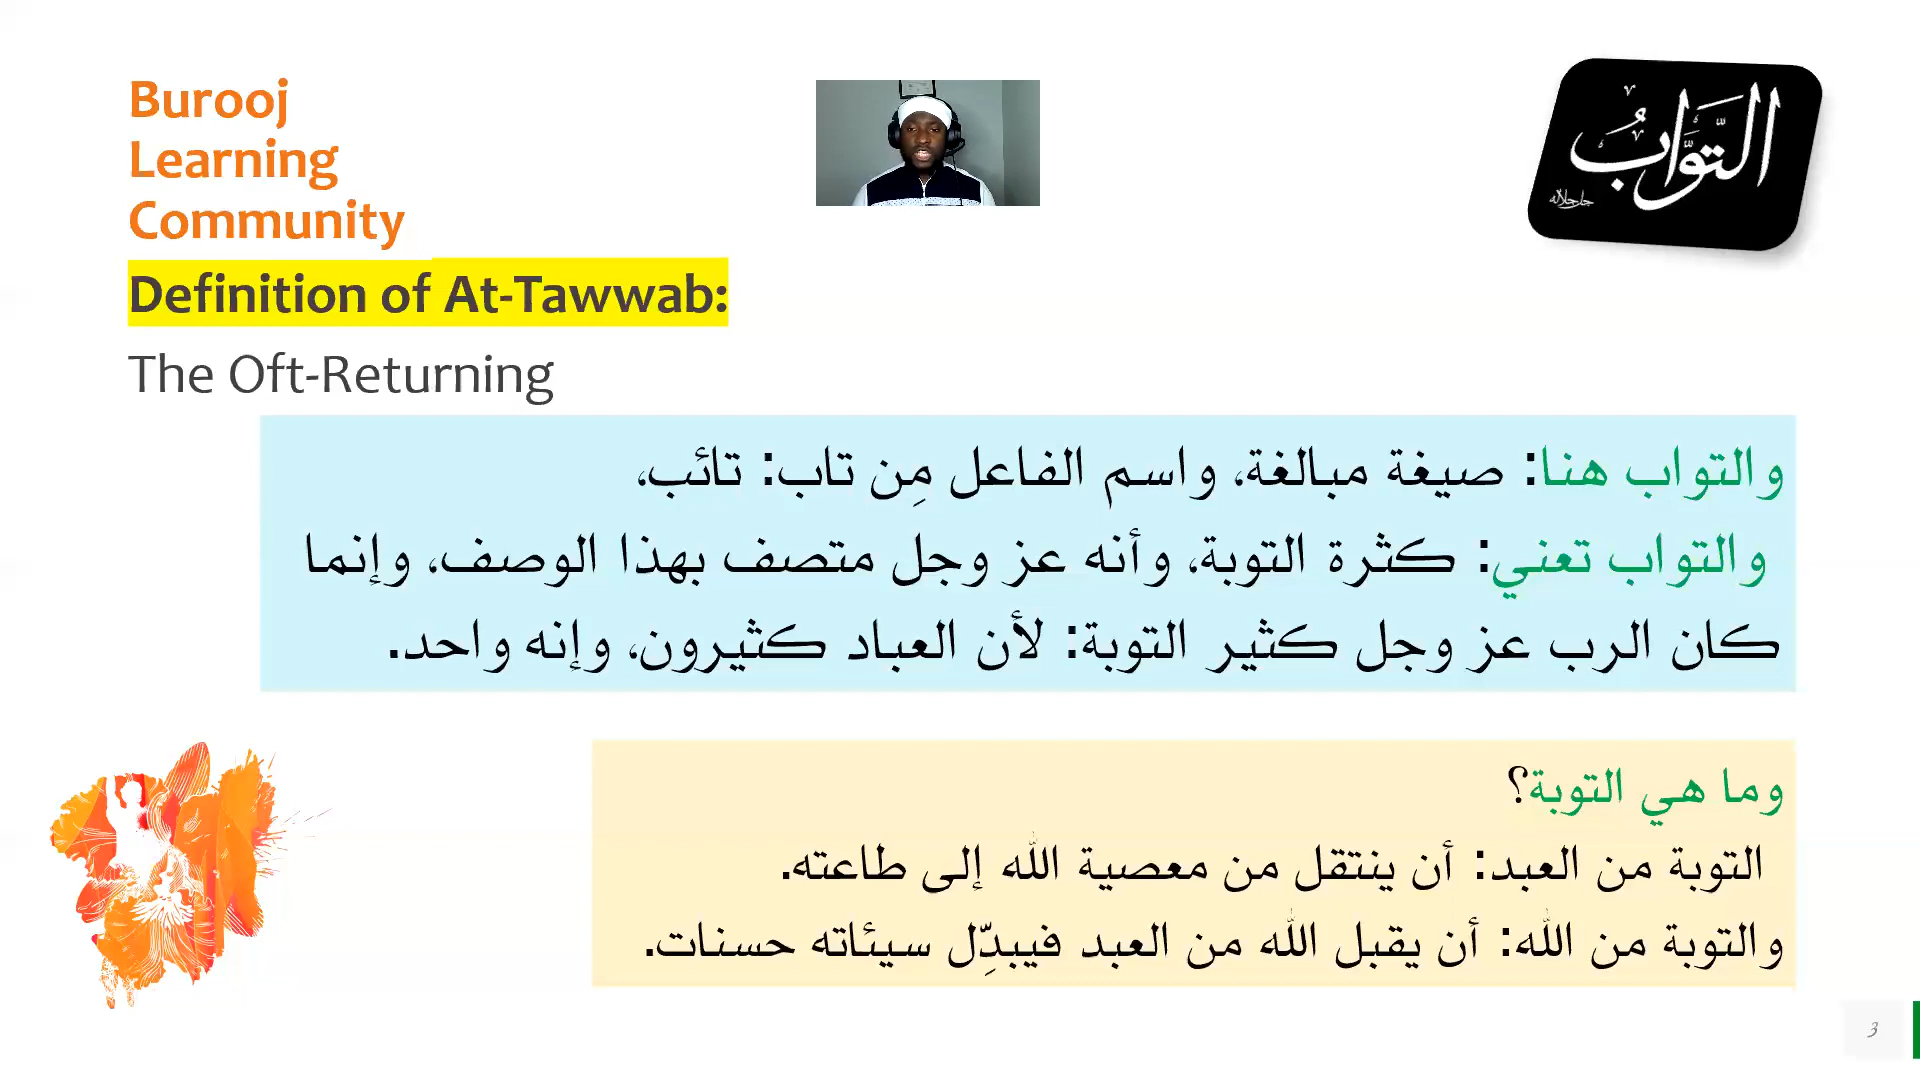 Burooj
Learning
Community
التَّوَّابُ
جل جلاله
Definition of At-Tawwab:
The Oft-Returning
والتواب هنا: صيغة مبالغة، واسم الفاعل مِن تاب: تائب،
والتواب تعني: كثرة التوبة، وأنه عز وجل متصف بهذا الوصف، وإنما
كان الرب عز وجل كثير التوبة: لأن العباد كثيرون، وإنه واحد.
وما هي التوبة؟
التوبة من العبد: أن ينتقل من معصية الله إلى طاعته.
والتوبة من الله: أن يقبل الله من العبد فيبدِّل سيئاته حسنات.
3